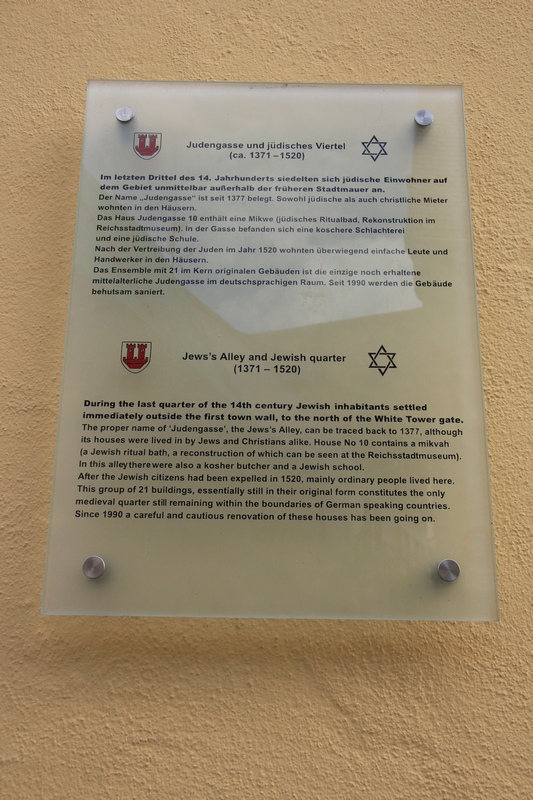 Judengasse und jüdisches Viertel
(ca. 1371 – 1520)
Im letzten Drittel des 14. Jahrhunderts siedelten sich jüdische Einwohner auf
dem Gebiet unmittelbar außerhalb der früheren Stadtmauer an.
Der Name „Judengasse“ ist seit 1377 belegt. Sowohl jüdische als auch christliche Mieter
wohnten in den Häusern.
Das Haus Judengasse 10 enthält eine Mikwe (jüdisches Ritualbad, Rekonstruktion im
Reichsstadtmuseum). In der Gasse befanden sich eine koschere Schlachterei
und eine jüdische Schule.
Nach der Vertreibung der Juden im Jahr 1520 wohnten überwiegend einfache Leute und
Handwerker in den Häusern.
Das Ensemble mit 21 im Kern originalen Gebäuden ist die einzige noch erhaltene
mittelalterliche Judengasse im deutschsprachigen Raum. Seit 1990 werden die Gebäude
behutsam saniert.
Jews's Alley and Jewish quarter
(1371 – 1520)
During the last quarter of the 14th century Jewish inhabitants settled
immediately outside the first town wall, to the north of the White Tower gate.
The proper name of ‘Judengasse’, the Jews's Alley, can be traced back to 1377, although
its houses were lived in by Jews and Christians alike. House No 10 contains a mikvah
(a Jewish ritual bath, a reconstruction of which can be seen at the Reichsstadtmuseum).
In this alley there were also a kosher butcher and a Jewish school.
After the Jewish citizens had been expelled in 1520, mainly ordinary people lived here.
This group of 21 buildings, essentially still in their original form constitutes the only
medieval quarter still remaining within the boundaries of German speaking countries.
Since 1990 a careful and cautious renovation of these houses has been going on.